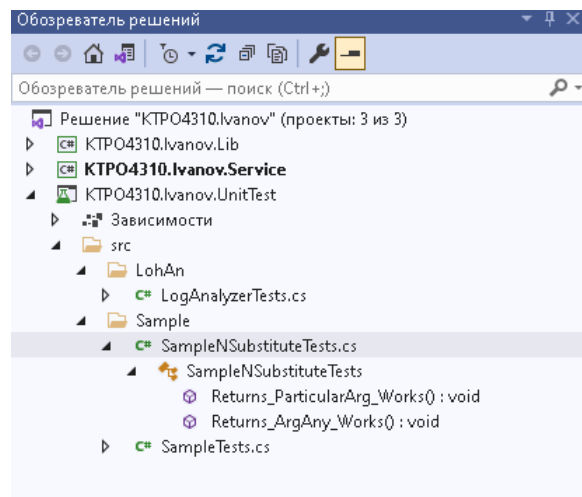 Обозреватель решений
Обозреватель решений — поиск (Ctrl+;)
Решение "KTPO4310.Ivanov" (проекты: 3 из 3)
C# KTPO4310.Ivanov.Lib
C# KTPO4310.Ivanov.Service
KTPO4310.Ivanov.UnitTest
Зависимости
src
LohAn
C# LogAnalyzerTests.cs
Sample
C# SampleNSubstituteTests.cs
SampleNSubstituteTests
Returns_ParticularArg_Works() : void
Returns_ArgAny_Works() : void
C# SampleTests.cs